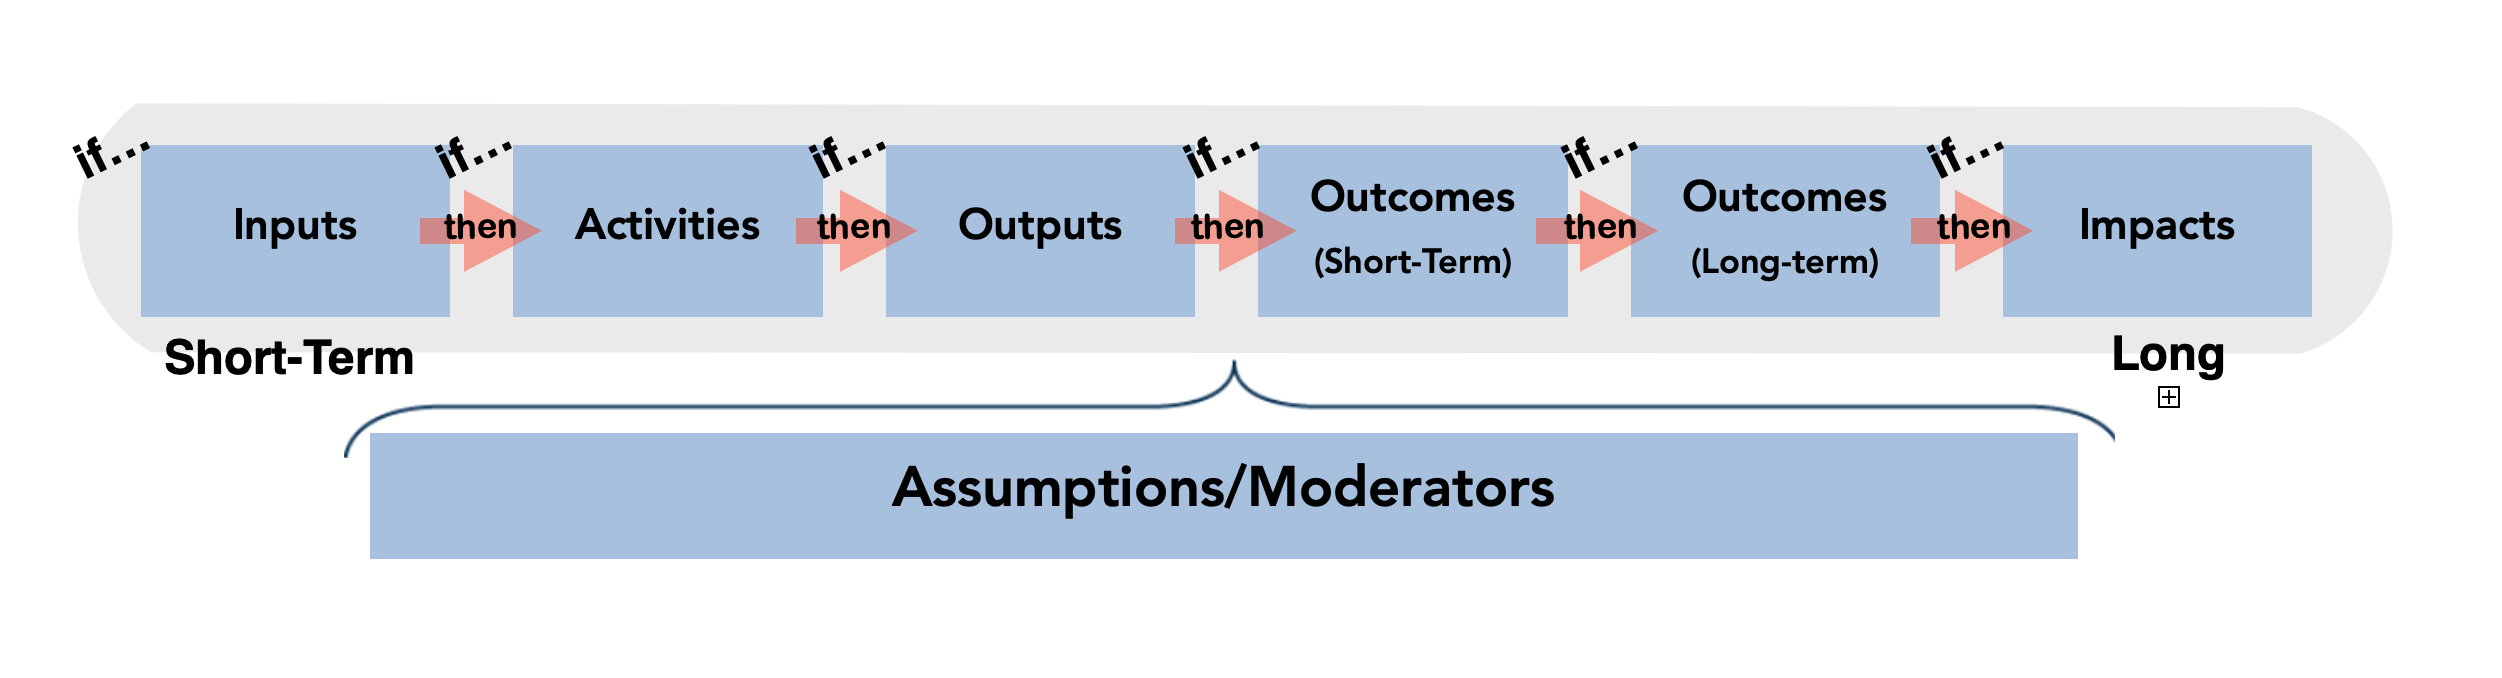 if....
if....
if....
if....
if....
if....
Inputs
then
Activities
then
Outputs
then
Outcomes
(Short-Term)
then
Outcomes
(Long-term)
then
Impacts
Short-Term
Long
Assumptions/Moderators